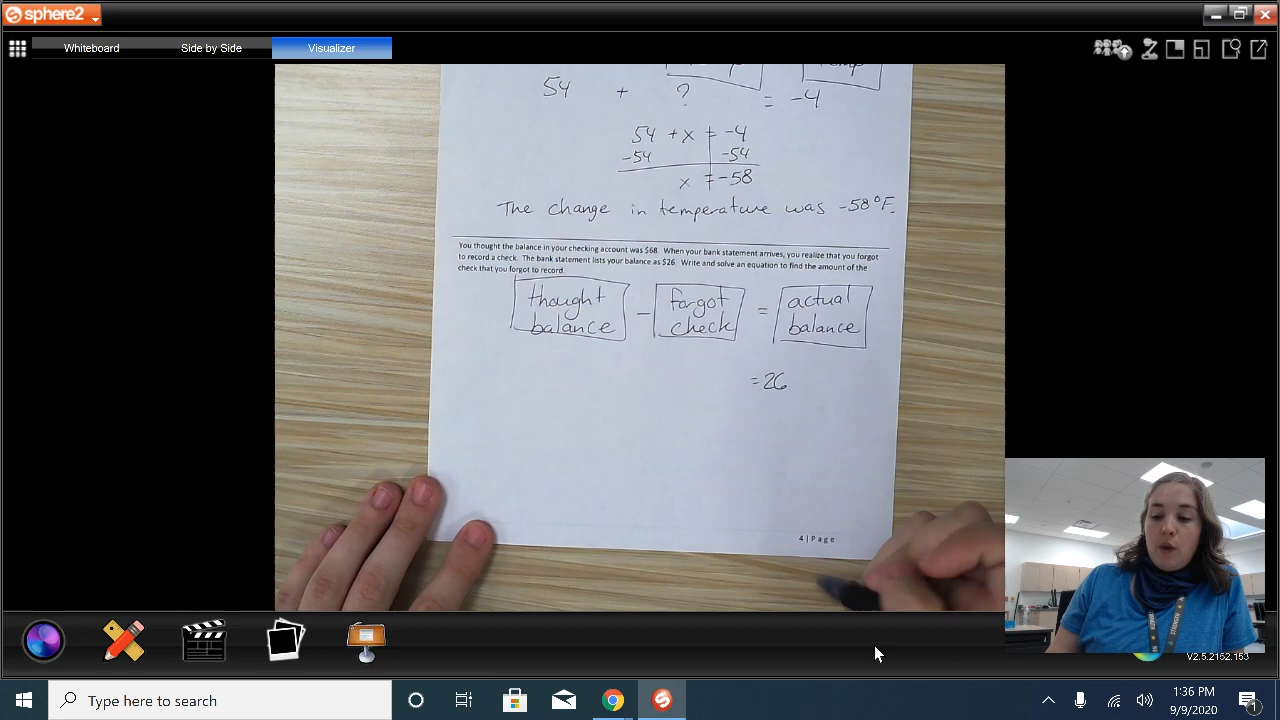 sphere2
Whiteboard Side by Side Visualizer
54 + ? = -4
54 + x = -4
-54 -54
x = -58
The change in temperature was -58°F.
You thought the balance in your checking account was $68. When your bank statement arrives, you realize that you forgot
to record a check. The bank statement lists your balance as $26. Write and solve an equation to find the amount of the
check that you forgot to record.
thought balance - forgot check = actual balance
= 26
4 | Page
V2.5.2152.153
Type here to search
1:36 PM
9/9/2020